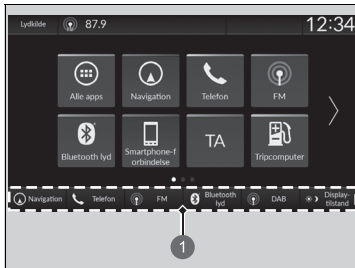 Lydkilde 87.9 12:34
Alle apps Navigation Telefon FM
Bluetooth lyd Smartphone-f
orbindelse TA Tripcomputer
Navigation Telefon FM Bluetooth
lyd DAB Display-
tilstand
1